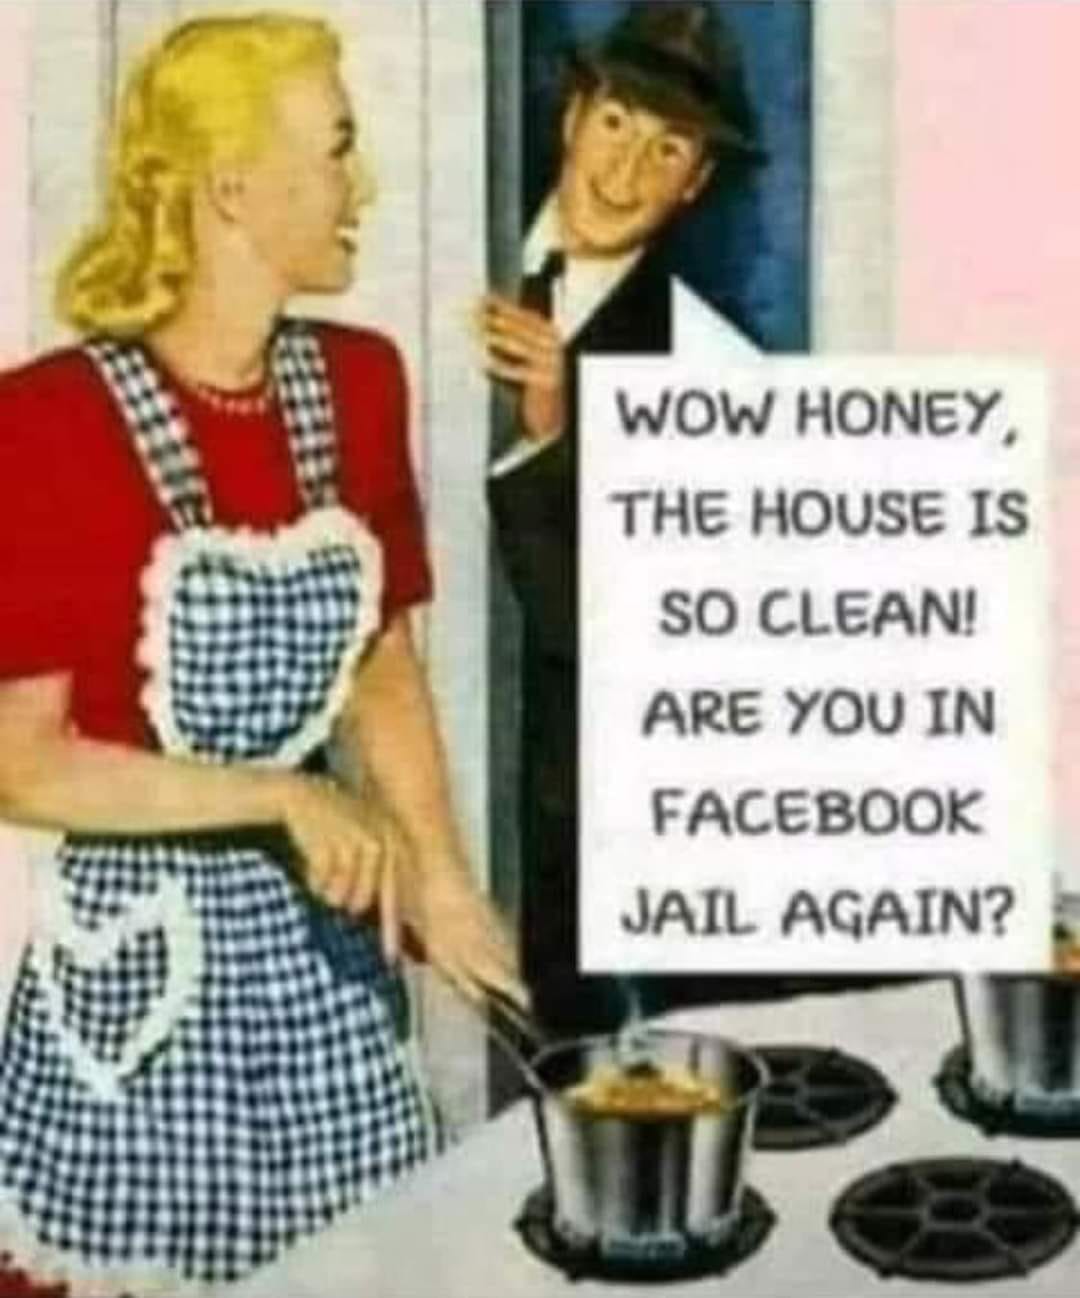 WOW HONEY,
THE HOUSE IS
SO CLEAN!
ARE YOU IN
FACEBOOK
JAIL AGAIN?